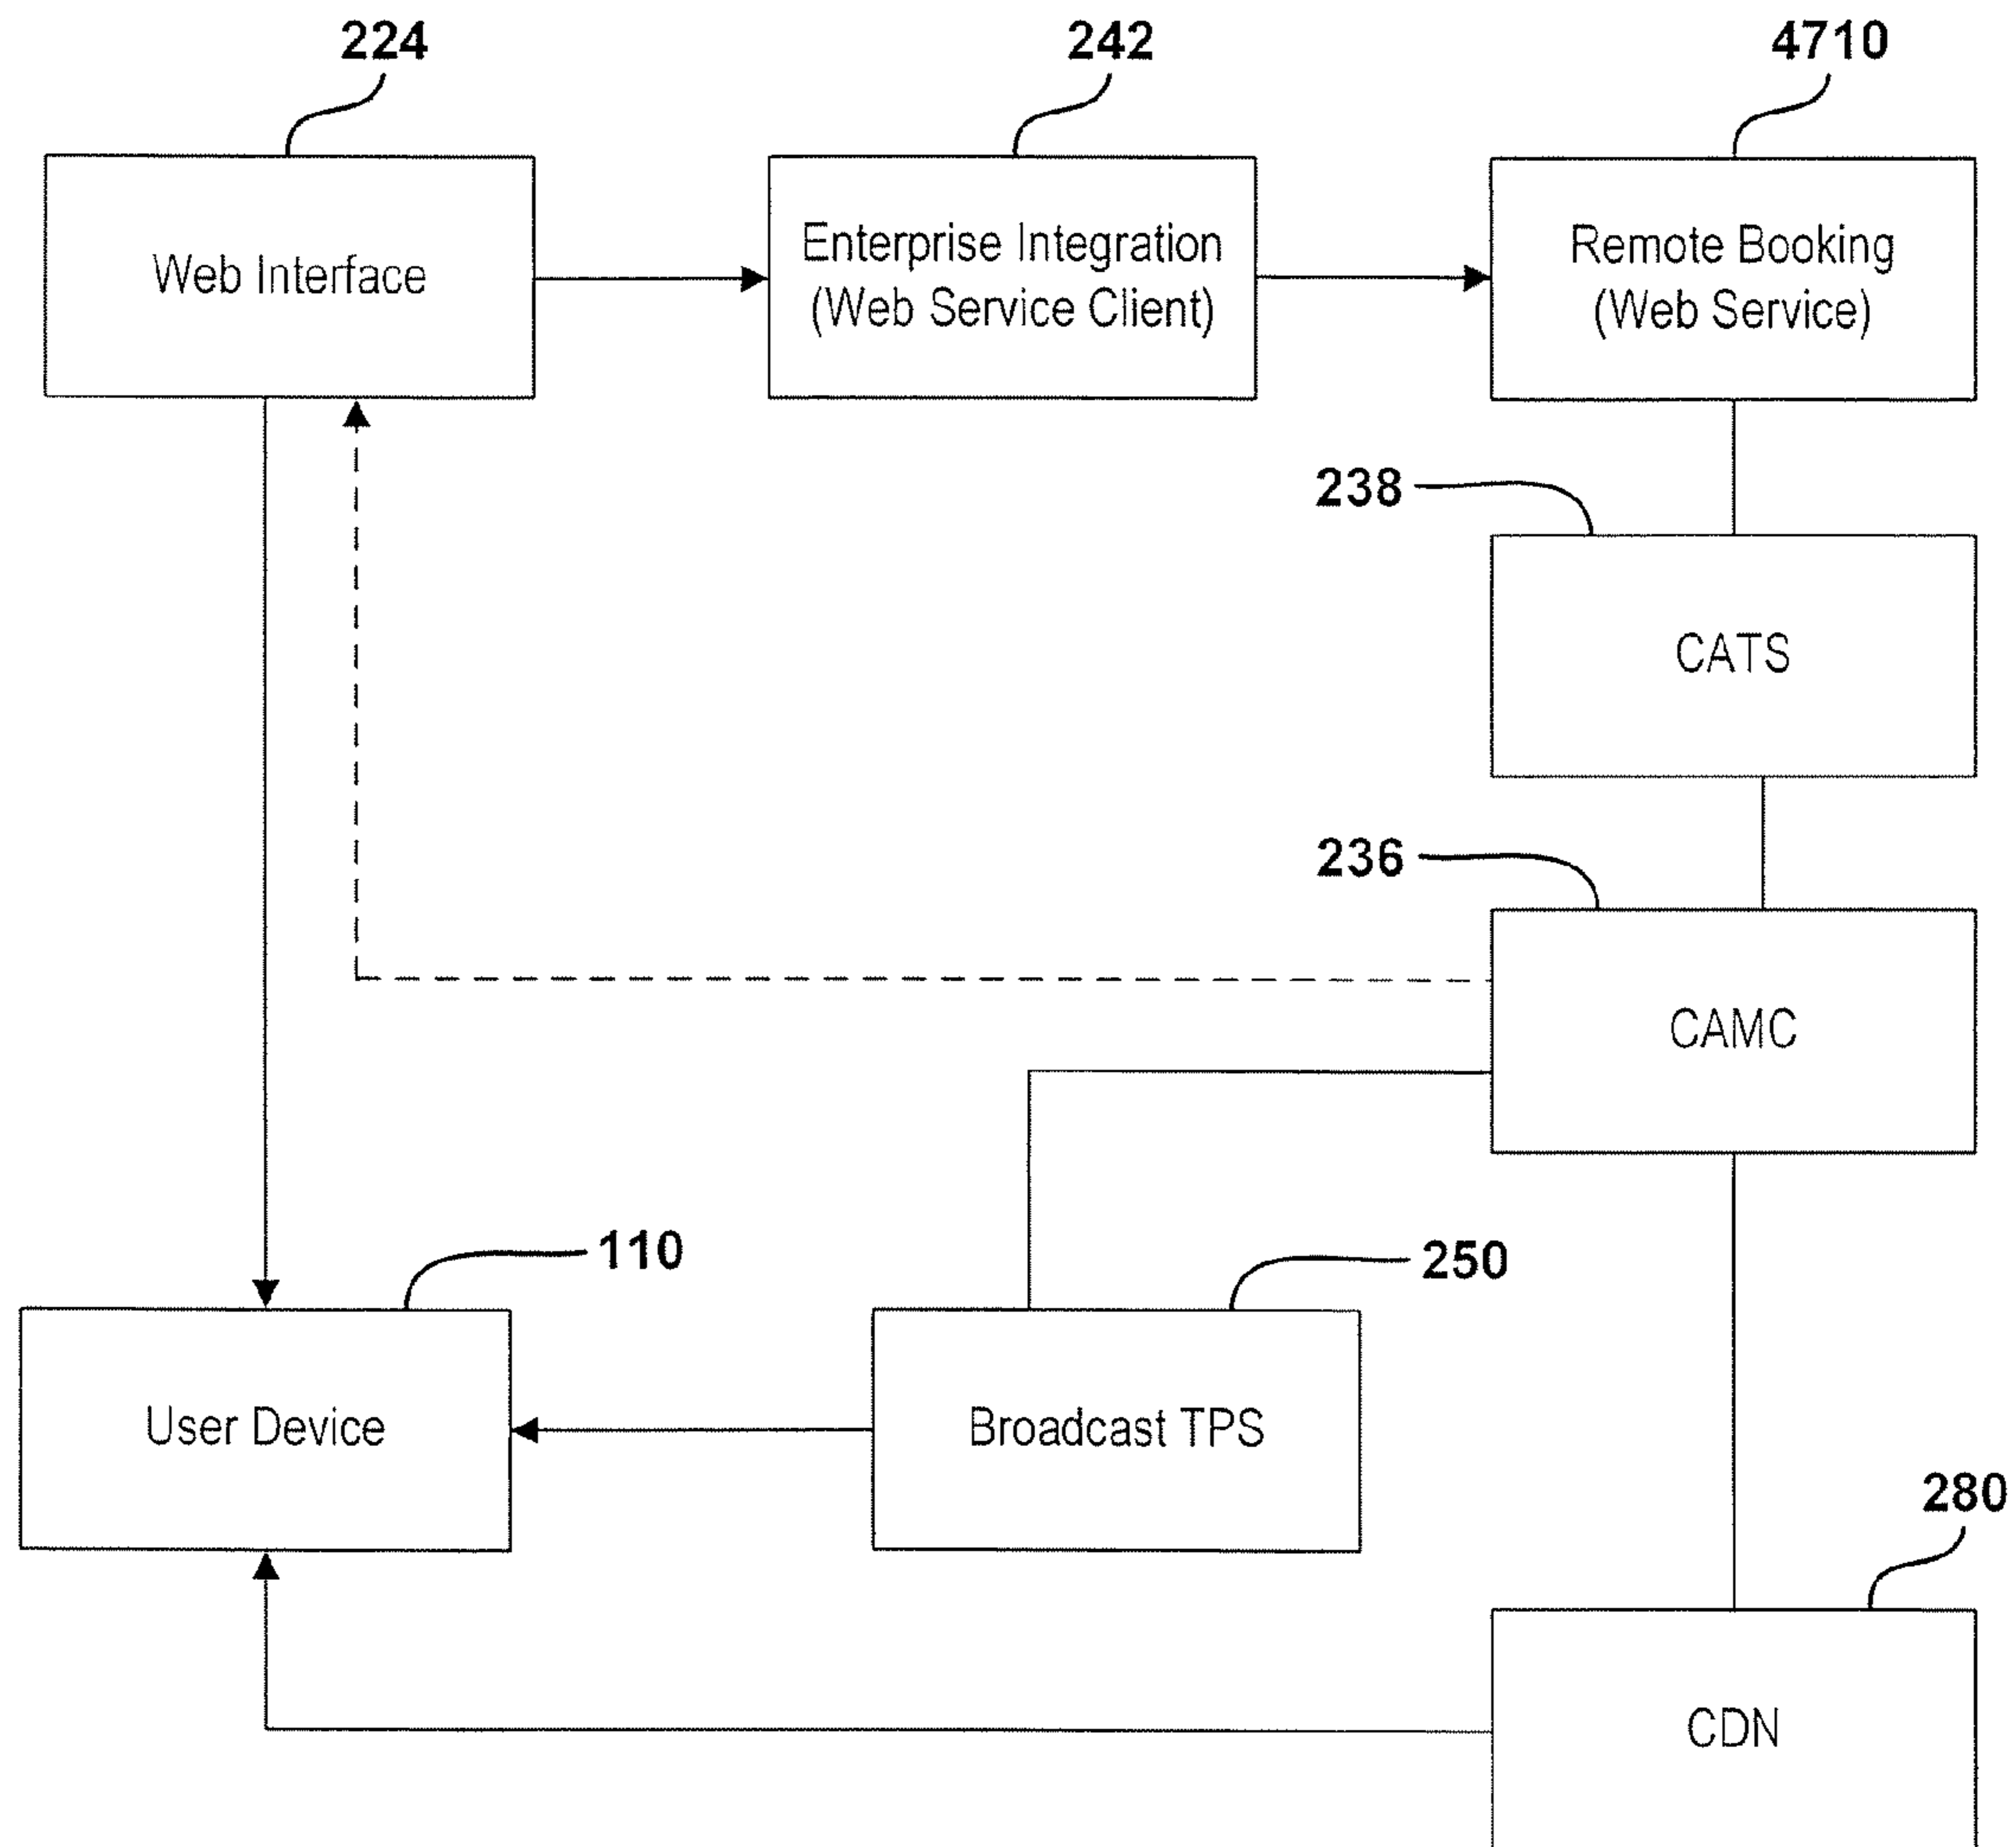 224
242
4710
Web Interface
Enterprise Integration
(Web Service Client)
Remote Booking
(Web Service)
238
CATS
236
CAMC
110
250
User Device
Broadcast TPS
280
CDN